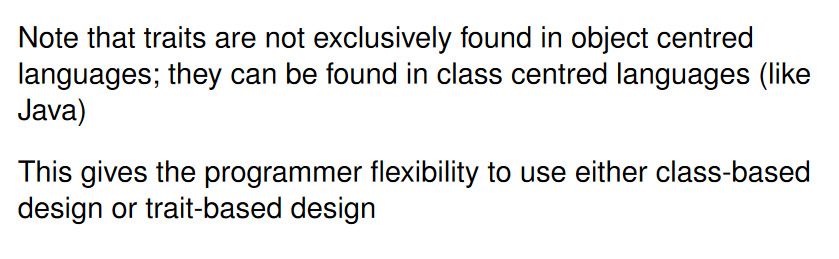 Note that traits are not exclusively found in object centred
languages; they can be found in class centred languages (like
Java)
This gives the programmer flexibility to use either class-based
design or trait-based design